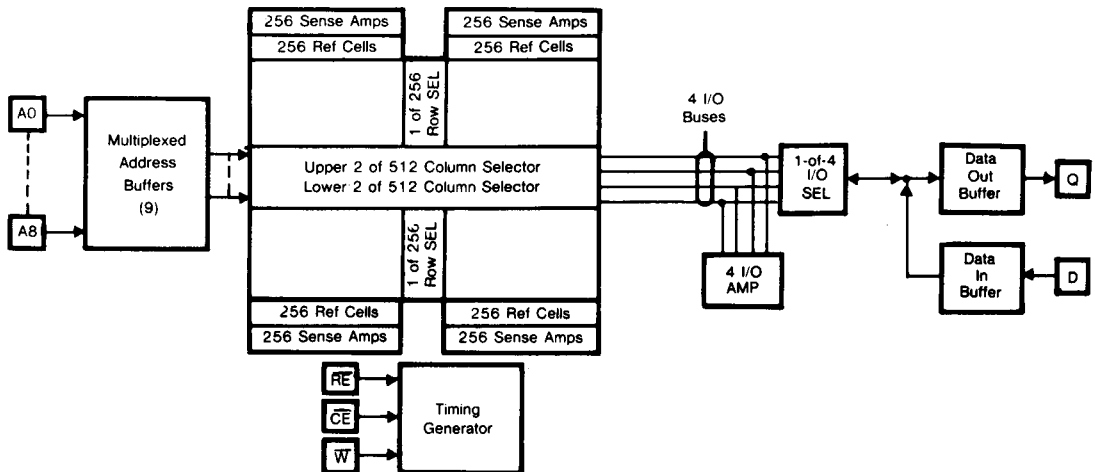 256 Sense Amps
256 Ref Cells
256 Sense Amps
256 Ref Cells
1 of 256
Row SEL
A0
A8
Multiplexed
Address
Buffers
(9)
Upper 2 of 512 Column Selector
Lower 2 of 512 Column Selector
4 I/O
Buses
1-of-4
I/O
SEL
Data
Out
Buffer
Q
1 of 256
Row SEL
4 I/O
AMP
Data
In
Buffer
D
256 Ref Cells
256 Sense Amps
256 Ref Cells
256 Sense Amps
R̅E̅
C̅E̅
W̅
Timing
Generator